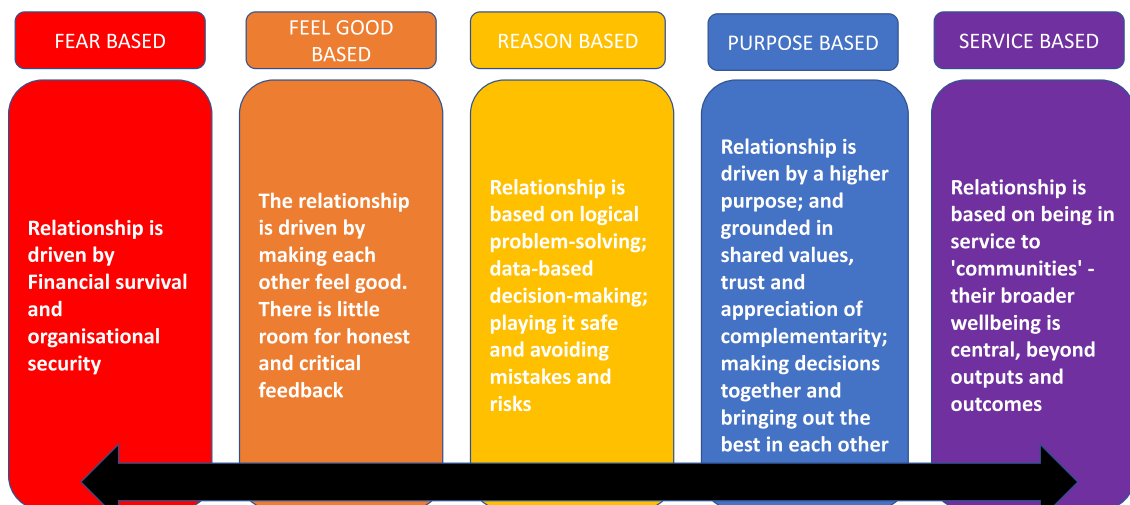 FEAR BASED
FEEL GOOD
BASED
REASON BASED
PURPOSE BASED
SERVICE BASED
Relationship is
driven by
Financial survival
and
organisational
security
The relationship
is driven by
making each
other feel good.
There is little
room for honest
and critical
feedback
Relationship is
based on logical
problem-solving;
data-based
decision-making;
playing it safe
and avoiding
mistakes and
risks
Relationship is
driven by a higher
purpose; and
grounded in
shared values,
trust and
appreciation of
complementarity;
making decisions
together and
bringing out the
best in each other
Relationship is
based on being in
service to
'communities' -
their broader
wellbeing is
central, beyond
outputs and
outcomes